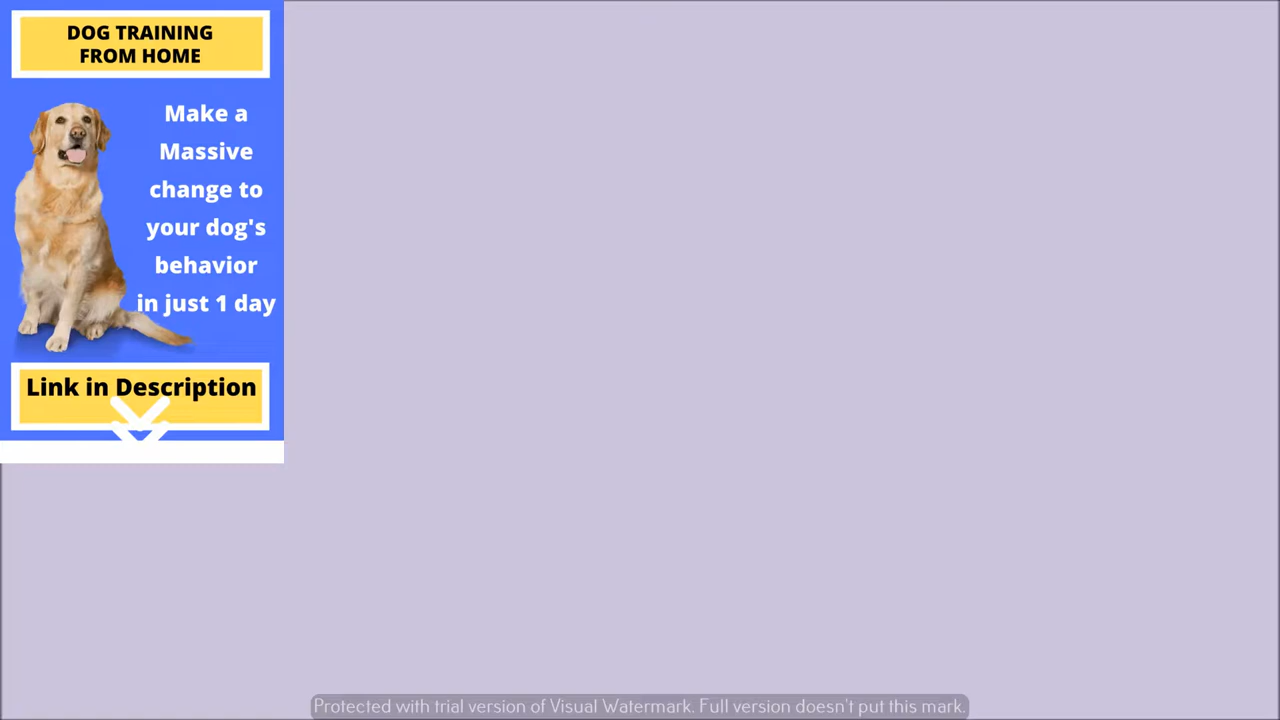 DOG TRAINING
FROM HOME
Make a
Massive
change to
your dog's
behavior
in just 1 day
Link in Description
Protected with trial version of Visual Watermark. Full version doesn't put this mark.